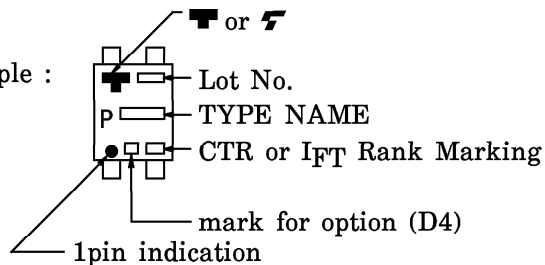 T or T
ple :
Lot No.
P
TYPE NAME
CTR or IFT Rank Marking
mark for option (D4)
1pin indication